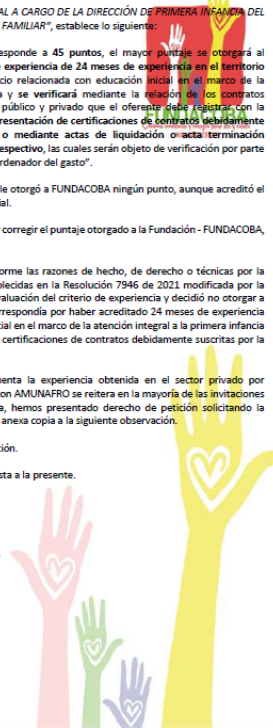 AL A CARGO DE LA DIRECCIÓN DE PRIMERA INFANCIA DEL
FAMILIAR", establece lo siguiente:
esponde a 45 puntos, el mayor puntaje se otorgará al
experiencia de 24 meses de experiencia en el territorio
cio relacionada con educación inicial en el marco de la
a y se verificará mediante la relación de los contratos
público y privado que el oferente debe registrar con la
resentación de certificaciones de contratos debidamente
o mediante actas de liquidación o acta terminación
espectivo, las cuales serán objeto de verificación por parte
rdenador del gasto".
FUNDACOBA
le otorgó a FUNDACOBA ningún punto, aunque acreditó el
ial.
corregir el puntaje otorgado a la Fundación - FUNDACOBA,
orme las razones de hecho, de derecho o técnicas por la
blecidas en la Resolución 7946 de 2021 modificada por la
valuación del criterio de experiencia y decidió no otorgar a
rrespondía por haber acreditado 24 meses de experiencia
cial en el marco de la atención integral a la primera infancia
certificaciones de contratos debidamente suscritas por la
enta la experiencia obtenida en el sector privado por
on AMUNAFRO se reitera en la mayoría de las invitaciones
a, hemos presentado derecho de petición solicitando la
anexa copia a la siguiente observación.
ción.
sta a la presente.